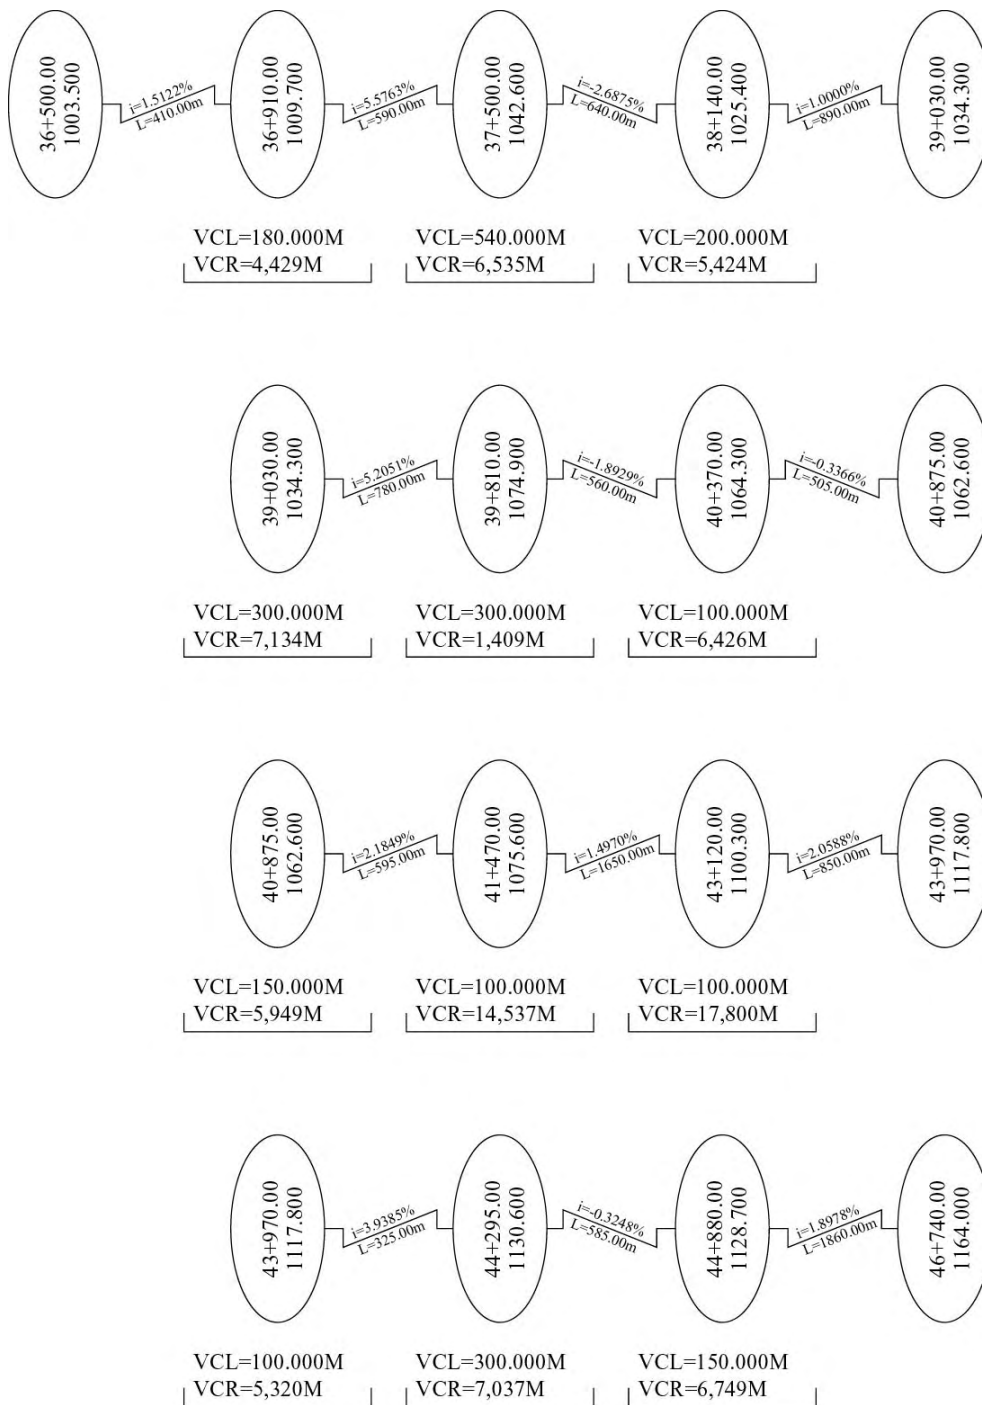 36+500.00
1003.500
i=1.5122%
L=410.00m
36+910.00
1009.700
i=5.5763%
L=590.00m
37+500.00
1042.600
i=-2.6875%
L=640.00m
38+140.00
1025.400
i=1.0000%
L=890.00m
39+030.00
1034.300
VCL=180.000M
VCR=4,429M
VCL=540.000M
VCR=6,535M
VCL=200.000M
VCR=5,424M
39+030.00
1034.300
i=5.2051%
L=780.00m
39+810.00
1074.900
i=-1.8929%
L=560.00m
40+370.00
1064.300
i=-0.3366%
L=505.00m
40+875.00
1062.600
VCL=300.000M
VCR=7,134M
VCL=300.000M
VCR=1,409M
VCL=100.000M
VCR=6,426M
40+875.00
1062.600
i=2.1849%
L=595.00m
41+470.00
1075.600
i=1.4970%
L=1650.00m
43+120.00
1100.300
i=2.0588%
L=850.00m
43+970.00
1117.800
VCL=150.000M
VCR=5,949M
VCL=100.000M
VCR=14,537M
VCL=100.000M
VCR=17,800M
43+970.00
1117.800
i=3.9385%
L=325.00m
44+295.00
1130.600
i=-0.3248%
L=585.00m
44+880.00
1128.700
i=1.8978%
L=1860.00m
46+740.00
1164.000
VCL=100.000M
VCR=5,320M
VCL=300.000M
VCR=7,037M
VCL=150.000M
VCR=6,749M